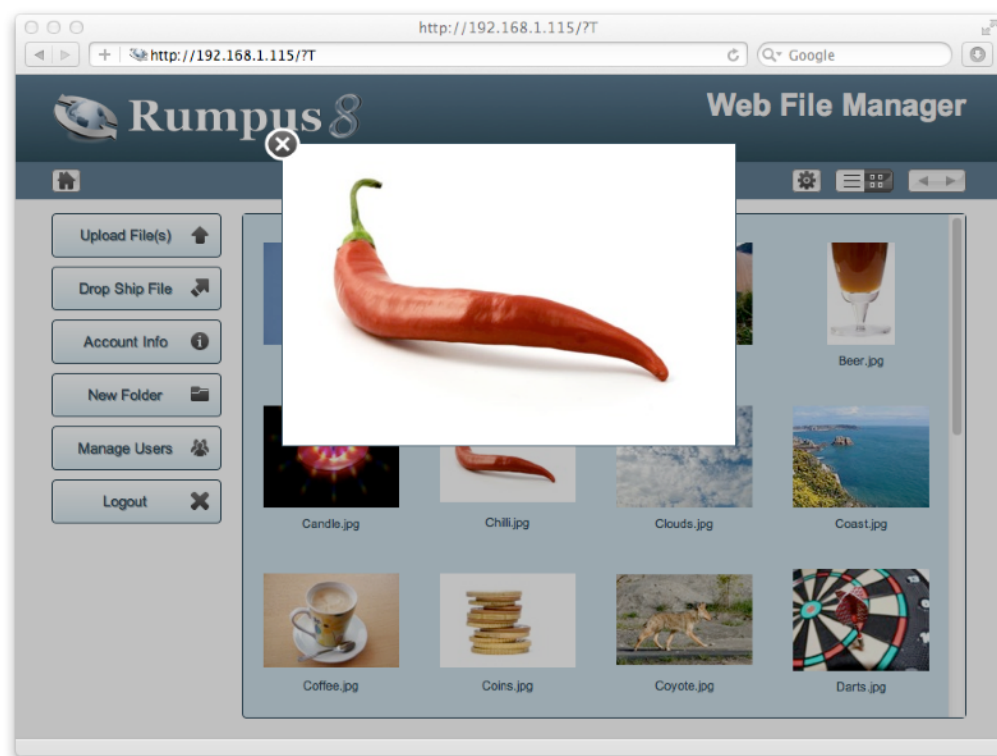 http://192.168.1.115/?T
http://192.168.1.115/?T
Google
Rumpus 8
Web File Manager
Upload File(s)
Drop Ship File
Account Info
New Folder
Manage Users
Logout
Beer.jpg
Candle.jpg
Chilli.jpg
Clouds.jpg
Coast.jpg
Coffee.jpg
Coins.jpg
Coyote.jpg
Darts.jpg